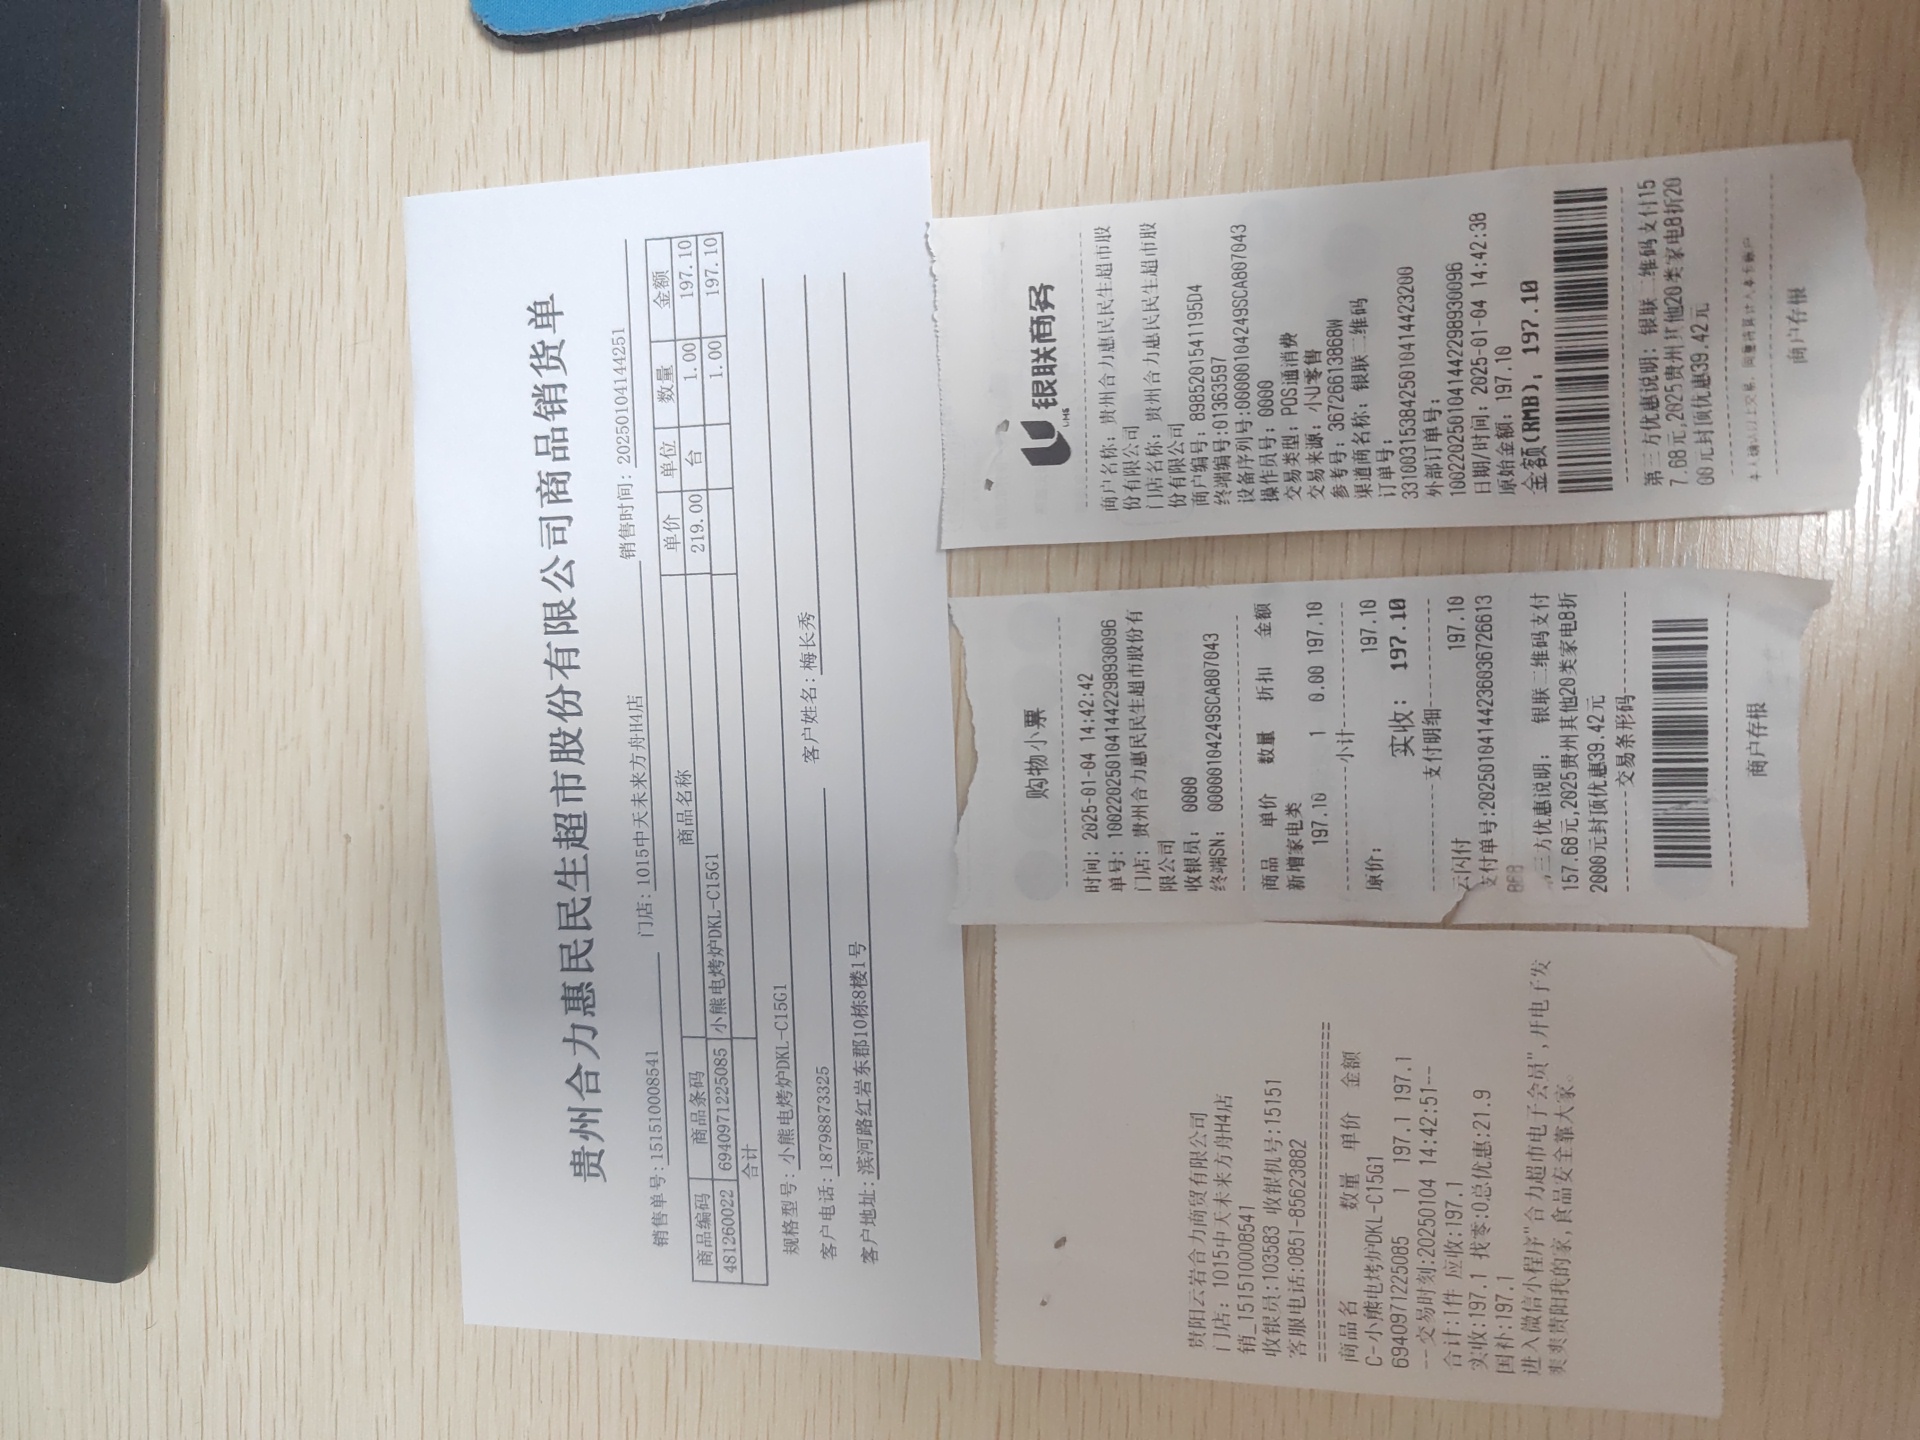 贵州合力惠民民生超市股份有限公司商品销货单
销售单号:151510008541 门店:1015中天未来方舟H4店 销售时间:20250104144251
商品编码 商品条码 商品名称 单价 单位 数量 金额
481260022 6940971225085 小熊电烤炉DKL-C15G1 219.00 台 1.00 197.10
合计 1.00 197.10
规格型号:小熊电烤炉DKL-C15G1
客户电话:18798873325 客户姓名:梅长秀
客户地址:滨河路红岩东郡10栋8楼1号
贵阳云岩合力商贸有限公司
门店: 1015中天未来方舟H4店
销_151510008541
收银员:103583 收银机号:15151
客服电话:0851-85623882
==============================
商品名 数量 单价 金额
C-小熊电烤炉DKL-C15G1
6940971225085 1 197.1 197.1
--交易时刻:20250104 14:42:51--
合计:1件 应收:197.1
实收:197.1 找零:0总优惠:21.9
国补:197.1
进入微信小程序"合力超市电子会员",开电子发
爽爽贵阳我的家,食品安全靠大家。
购物小票
时间: 2025-01-04 14:42:42
单号: 1002202501041442298930096
门店: 贵州合力惠民民生超市股份有
限公司
收银员: 0000
终端SN: 00000104249SCA807043
商品 单价 数量 折扣 金额
新增家电类
197.10 1 0.00 197.10
小计
原价: 197.10
实收: 197.10
支付明细
云闪付 197.10
支付单号:20250104144236036726613
868
第三方优惠说明: 银联二维码支付
157.68元,2025贵州其他20类家电8折
2000元封顶优惠39.42元
交易条形码
商户存根
银联商务
UMS
商户名称: 贵州合力惠民民生超市股
份有限公司
门店名称: 贵州合力惠民民生超市股
份有限公司
商户编号: 89852015411195D4
终端编号:01363597
设备序列号:00000104249SCA807043
操作员号: 0000
交易类型: POS通消费
交易来源: 小U零售
参考号: 36726613868W
渠道商名称: 银联二维码
订单号:
33100315384250104144423200
外部订单号:
1002202501041442298930096
日期/时间: 2025-01-04 14:42:38
原始金额: 197.10
金额(RMB): 197.10
第三方优惠说明: 银联二维码支付15
7.68元,2025贵州其他20类家电8折20
00元封顶优惠39.42元
商户存根